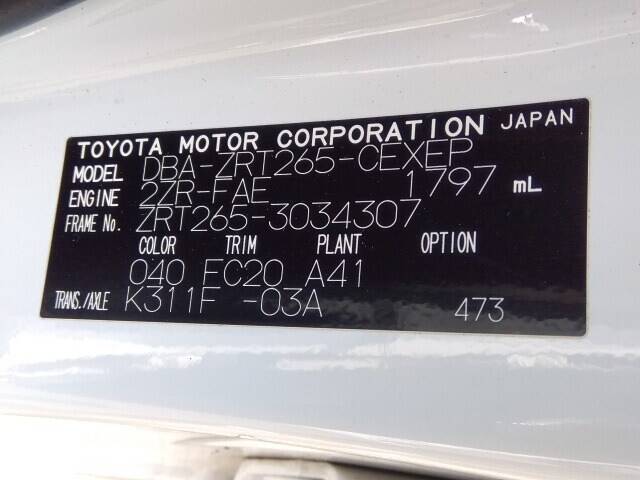 TOYOTA MOTOR CORPORATION JAPAN
MODEL DBA-ZRT265-CEXEP
ENGINE 2ZR-FAE 1797 mL
FRAME No. ZRT265-3034307
COLOR TRIM PLANT OPTION
040 FC20 A41
TRANS./AXLE K311F -03A 473